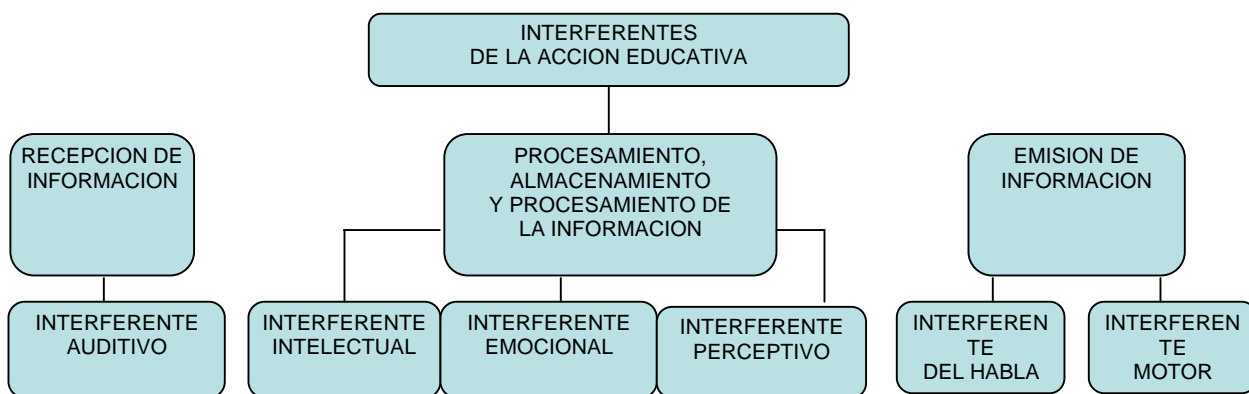 INTERFERENTES
DE LA ACCION EDUCATIVA
RECEPCION DE
INFORMACION
PROCESAMIENTO,
ALMACENAMIENTO
Y PROCESAMIENTO DE
LA INFORMACION
EMISION DE
INFORMACION
INTERFERENTE
AUDITIVO
INTERFERENTE
INTELECTUAL
INTERFERENTE
EMOCIONAL
INTERFERENTE
PERCEPTIVO
INTERFEREN
TE
DEL HABLA
INTERFEREN
TE
MOTOR